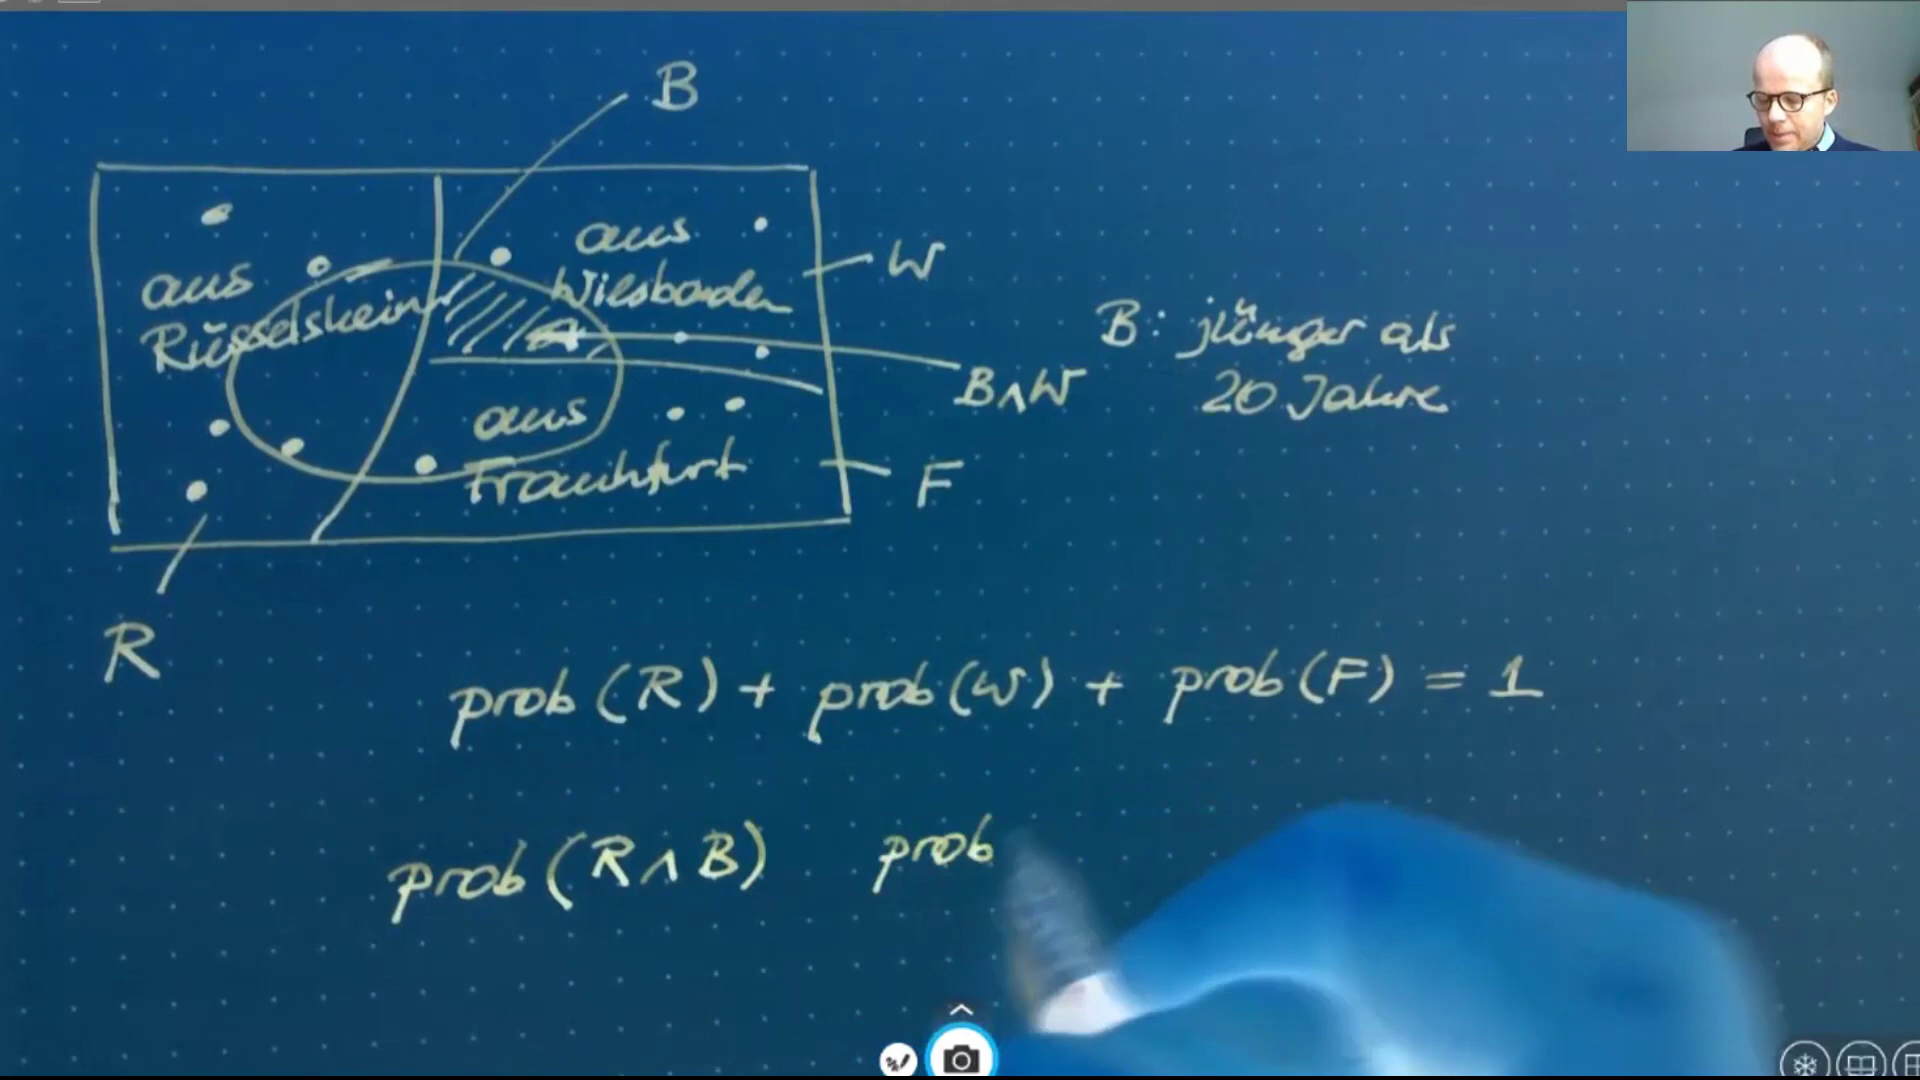 B
aus
Wiesbaden
W
aus
Rüsselsheim
B: jünger als
20 Jahre
B∧W
aus
Frankfurt
F
R
prob(R) + prob(W) + prob(F) = 1
prob(R∧B) prob